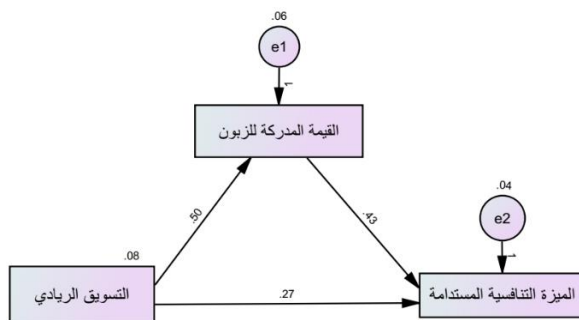 .06
e1
1
القيمة المدركة للزبون
.50
.43
.04
e2
1
.08
التسويق الريادي
.27
الميزة التنافسية المستدامة